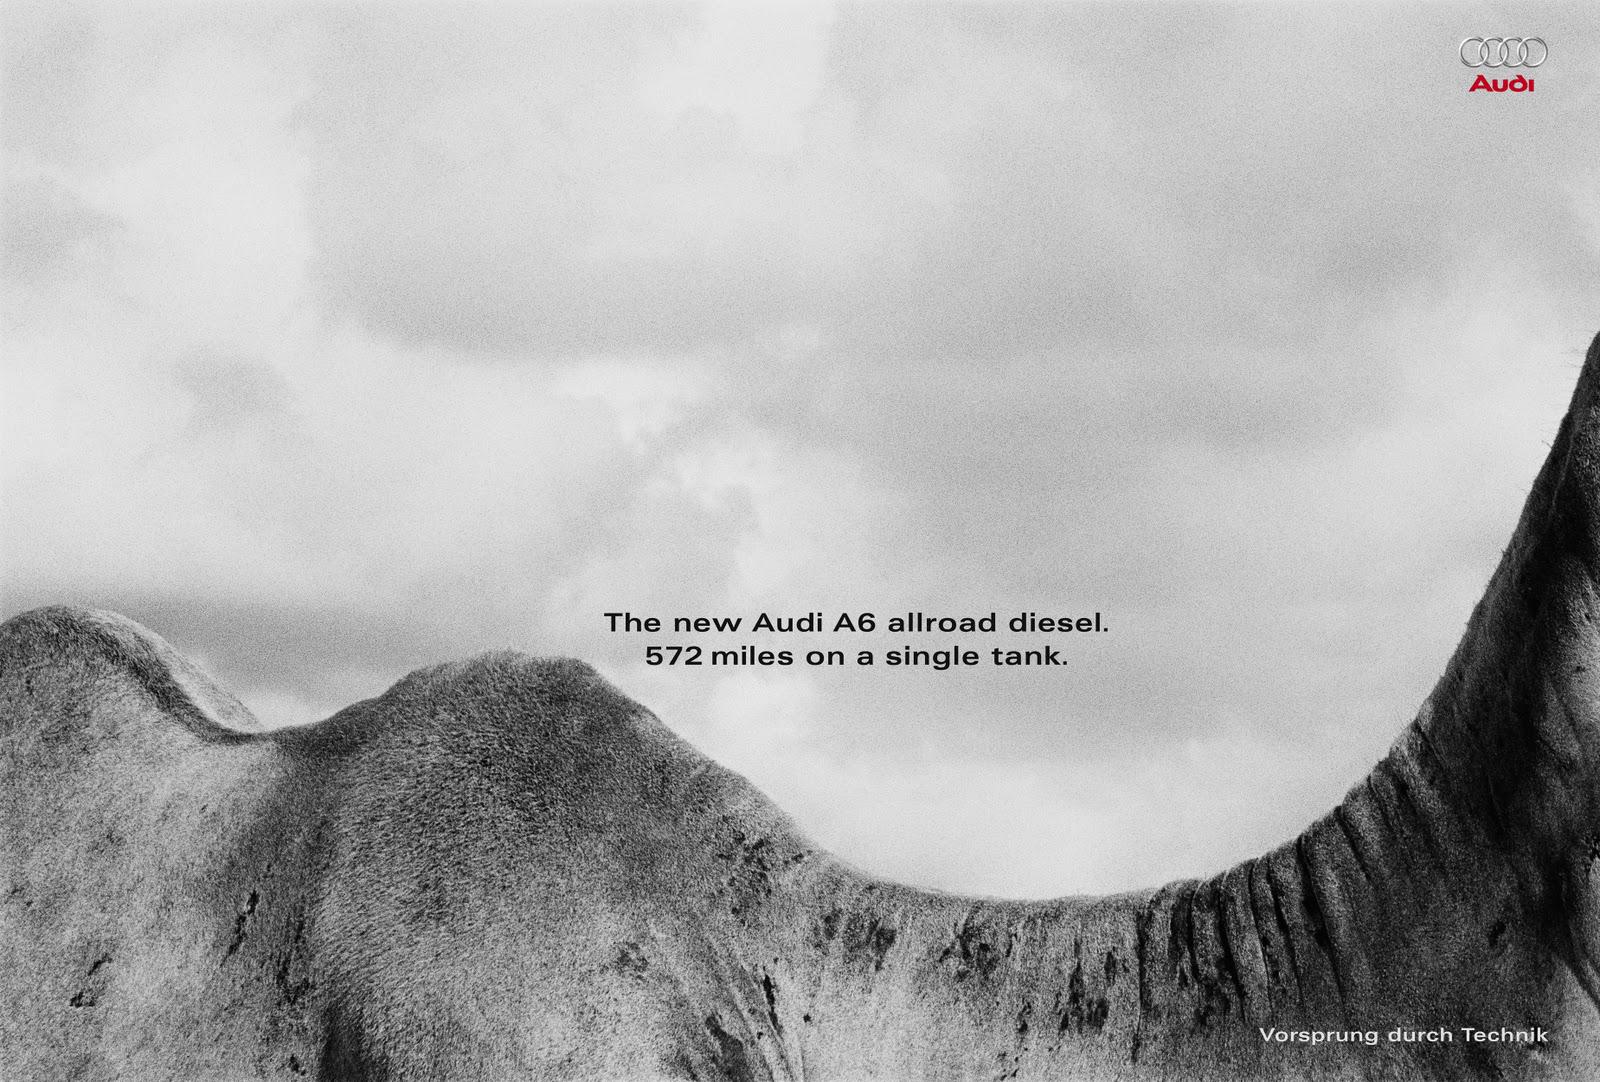 Audi
The new Audi A6 allroad diesel.
572 miles on a single tank.
Vorsprung durch Technik